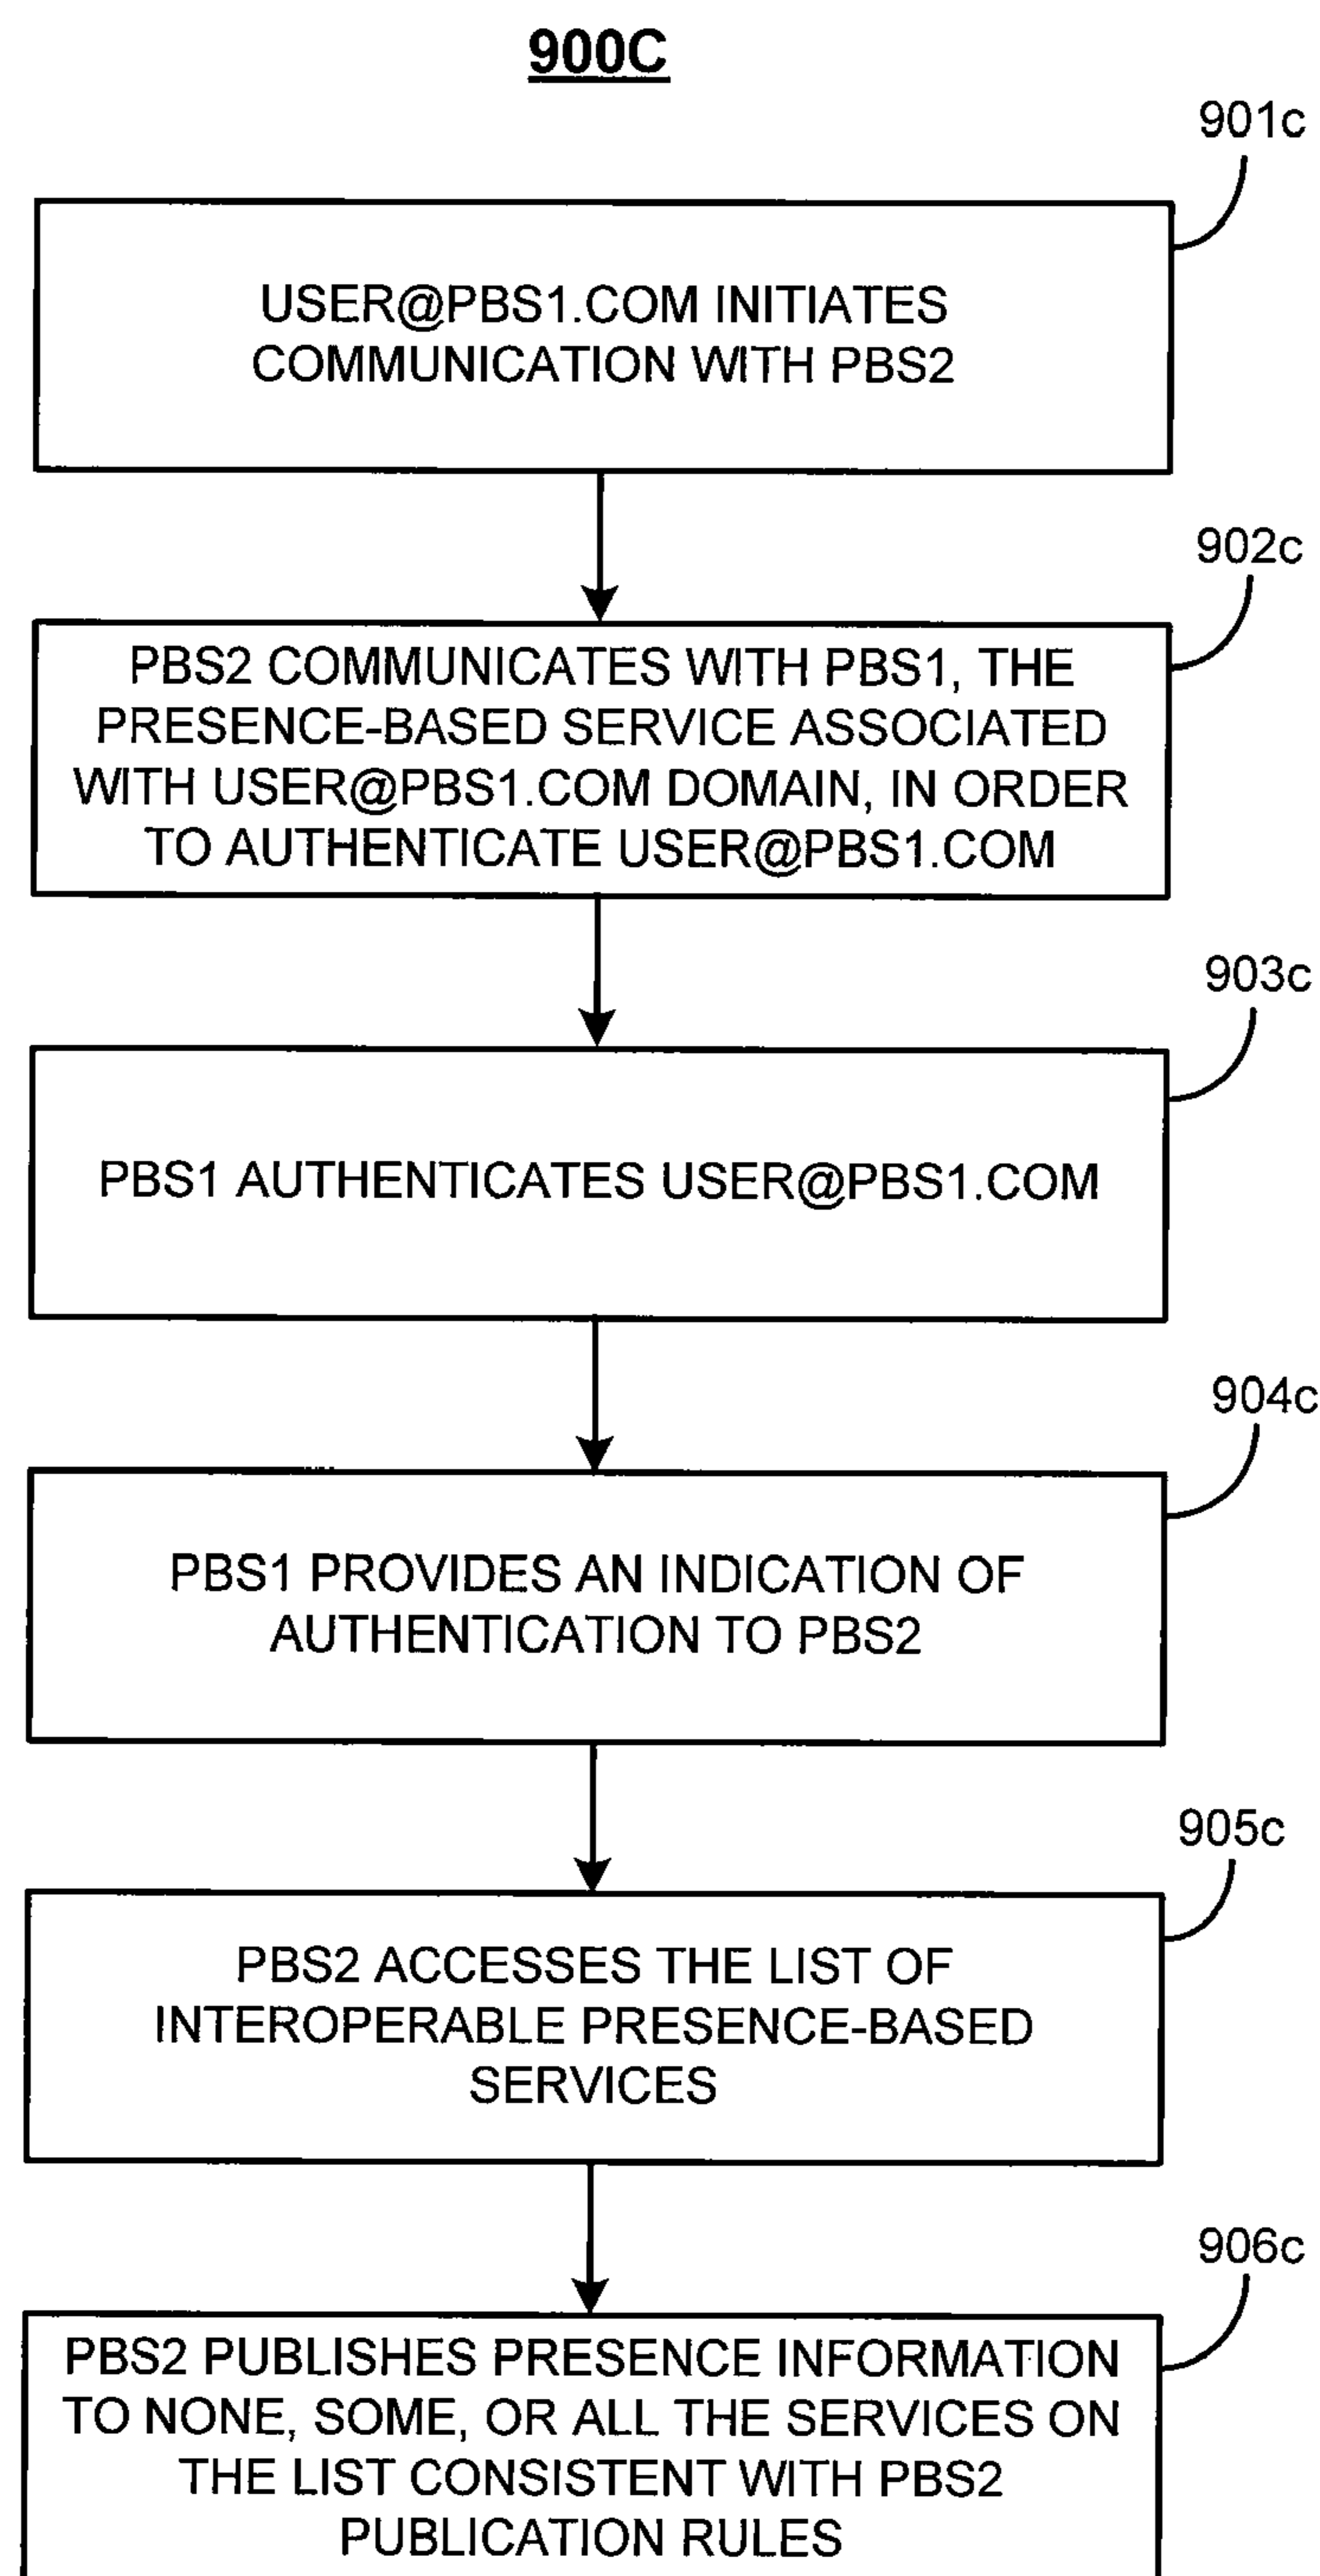 900C
901c
USER@PBS1.COM INITIATES
COMMUNICATION WITH PBS2
902c
PBS2 COMMUNICATES WITH PBS1, THE
PRESENCE-BASED SERVICE ASSOCIATED
WITH USER@PBS1.COM DOMAIN, IN ORDER
TO AUTHENTICATE USER@PBS1.COM
903c
PBS1 AUTHENTICATES USER@PBS1.COM
904c
PBS1 PROVIDES AN INDICATION OF
AUTHENTICATION TO PBS2
905c
PBS2 ACCESSES THE LIST OF
INTEROPERABLE PRESENCE-BASED
SERVICES
906c
PBS2 PUBLISHES PRESENCE INFORMATION
TO NONE, SOME, OR ALL THE SERVICES ON
THE LIST CONSISTENT WITH PBS2
PUBLICATION RULES